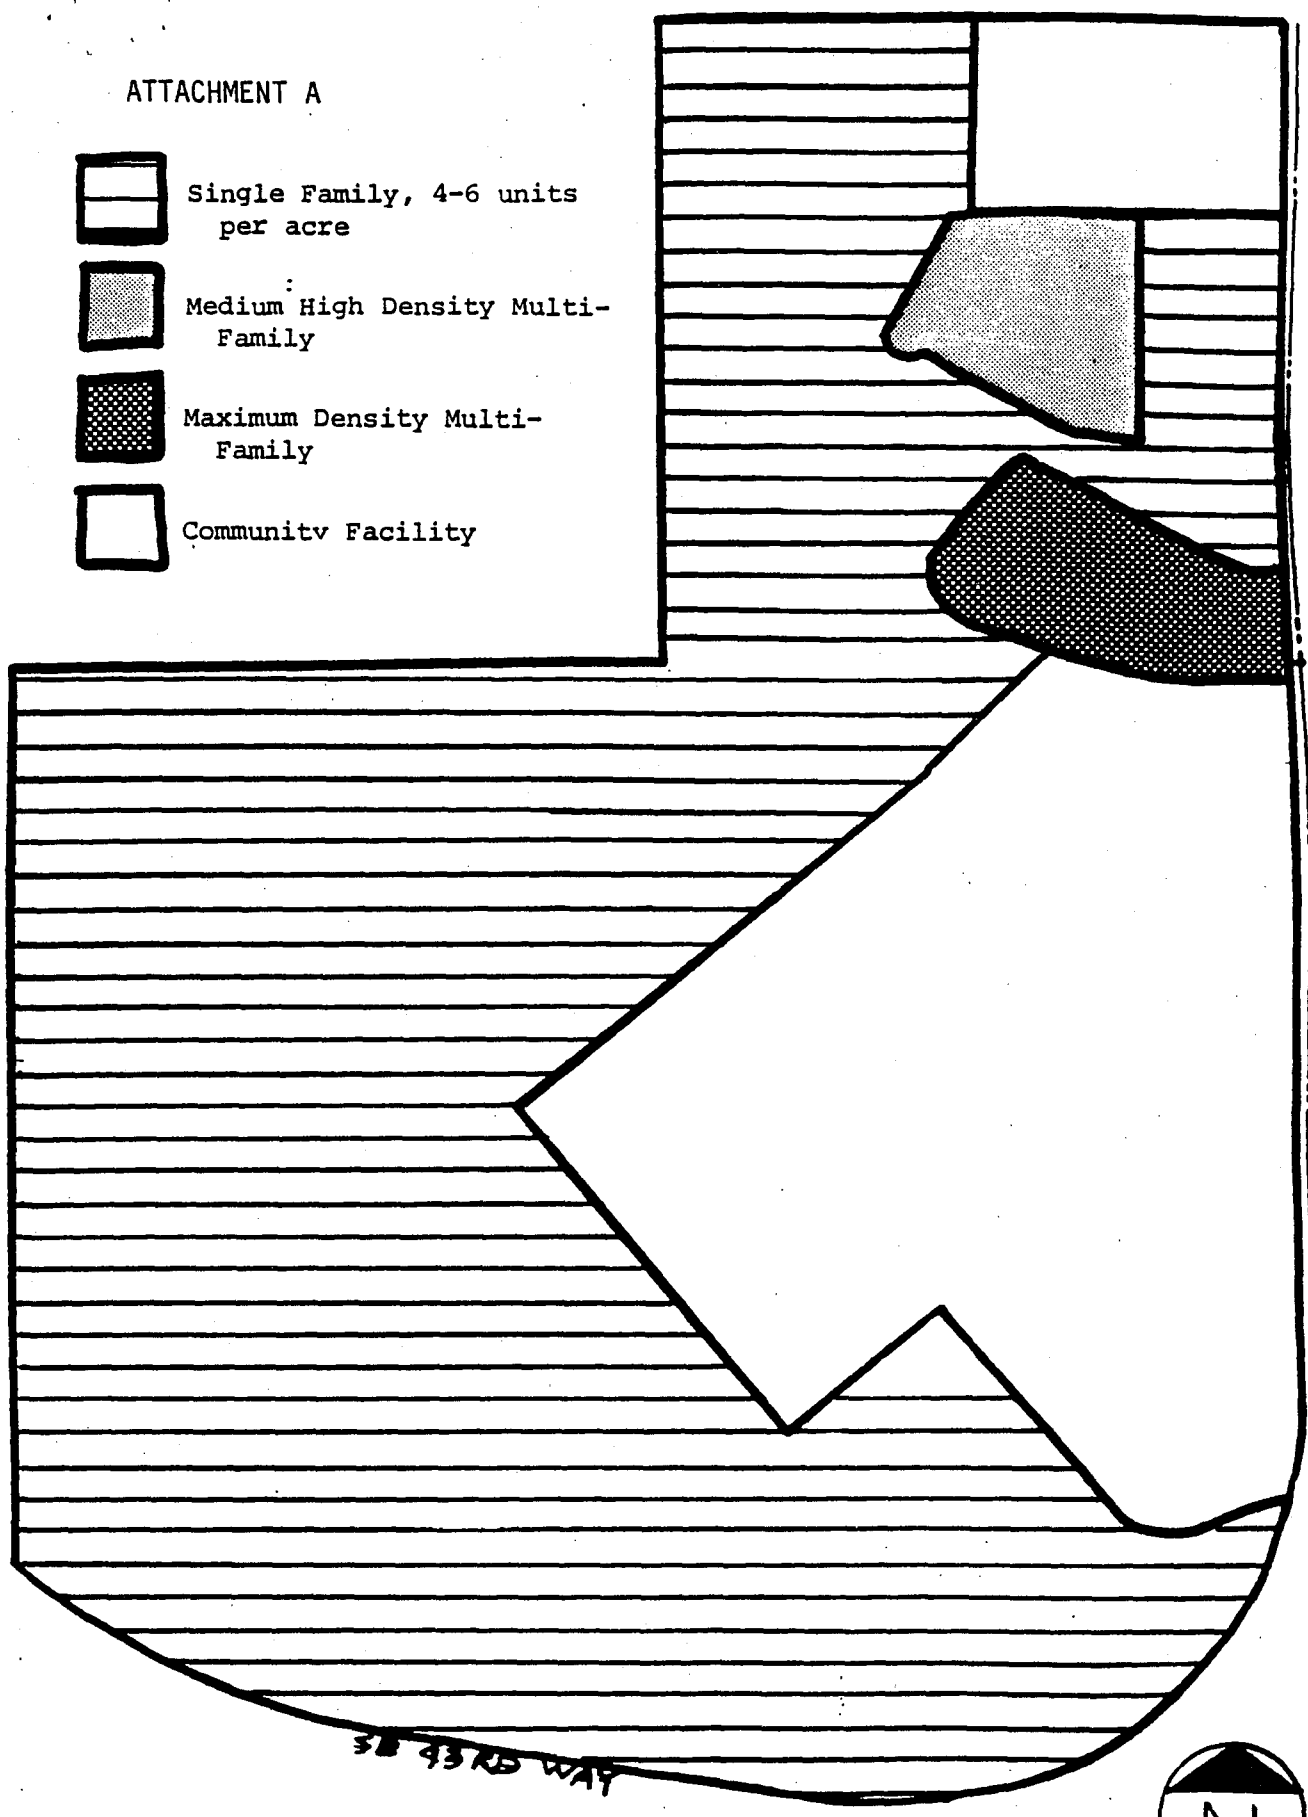 ATTACHMENT A
Single Family, 4-6 units
per acre
Medium High Density Multi-
Family
Maximum Density Multi-
Family
Community Facility
SE 43RD WAY
N